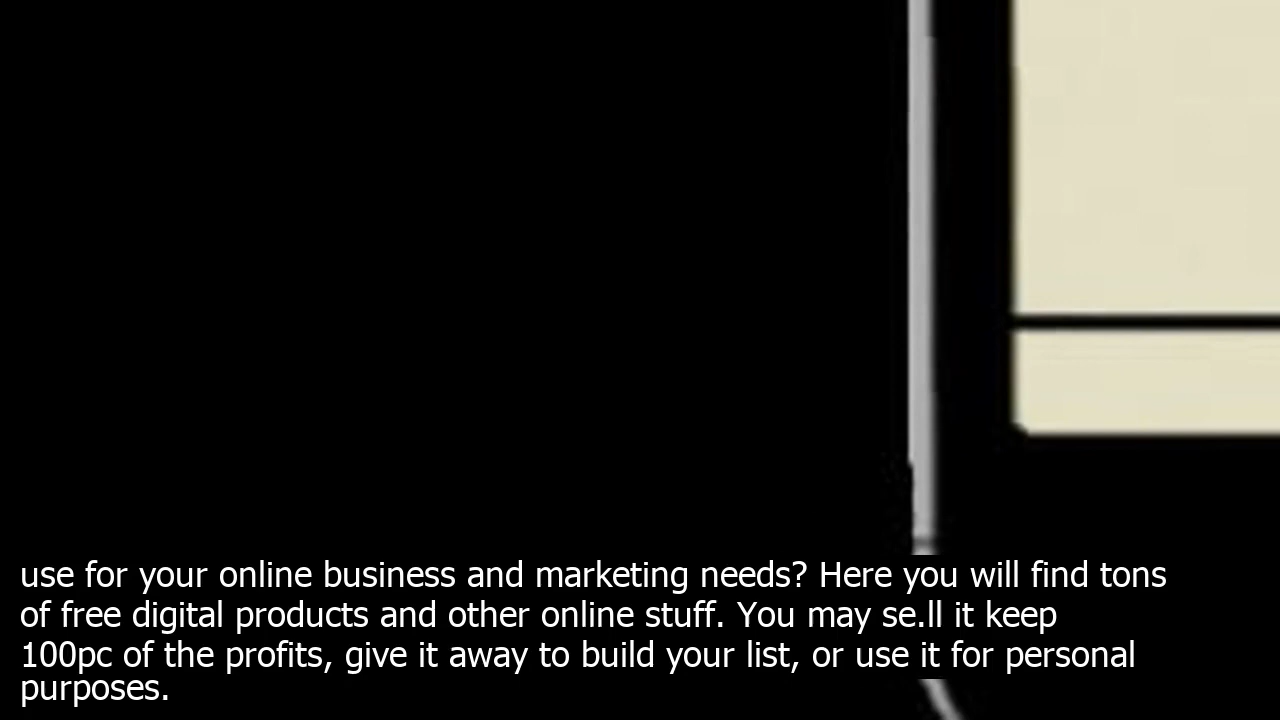 use for your online business and marketing needs? Here you will find tons
of free digital products and other online stuff. You may se.ll it keep
100pc of the profits, give it away to build your list, or use it for personal
purposes.